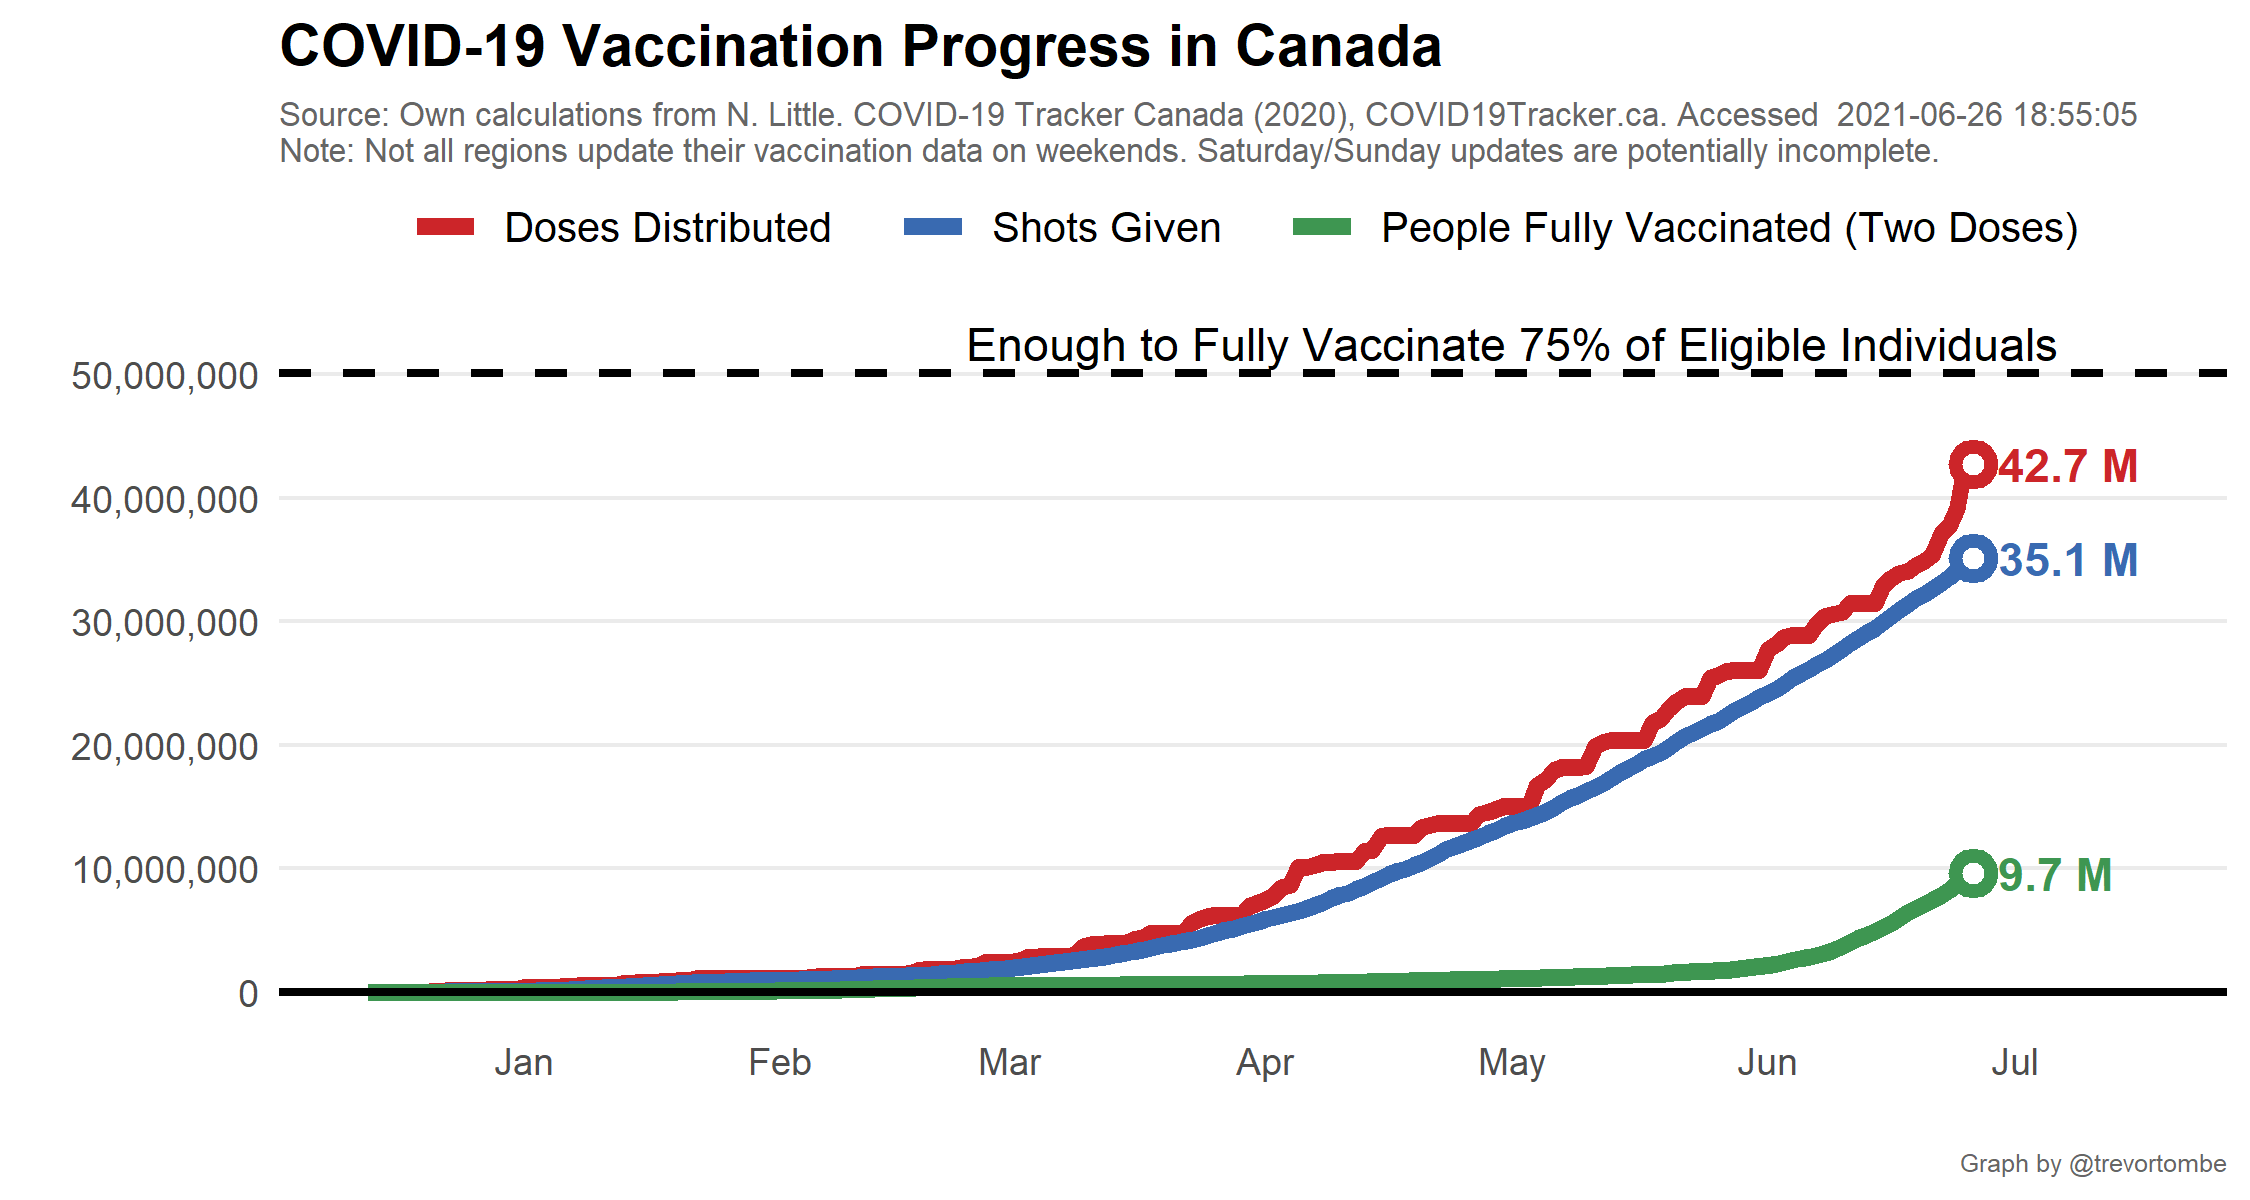 COVID-19 Vaccination Progress in Canada
Source: Own calculations from N. Little. COVID-19 Tracker Canada (2020), COVID19Tracker.ca. Accessed  2021-06-26 18:55:05
Note: Not all regions update their vaccination data on weekends. Saturday/Sunday updates are potentially incomplete.
Doses Distributed Shots Given People Fully Vaccinated (Two Doses)
Enough to Fully Vaccinate 75% of Eligible Individuals
50,000,000
42.7 M
40,000,000
35.1 M
30,000,000
20,000,000
10,000,000
9.7 M
0
Jan Feb Mar Apr May Jun Jul
Graph by @trevortombe